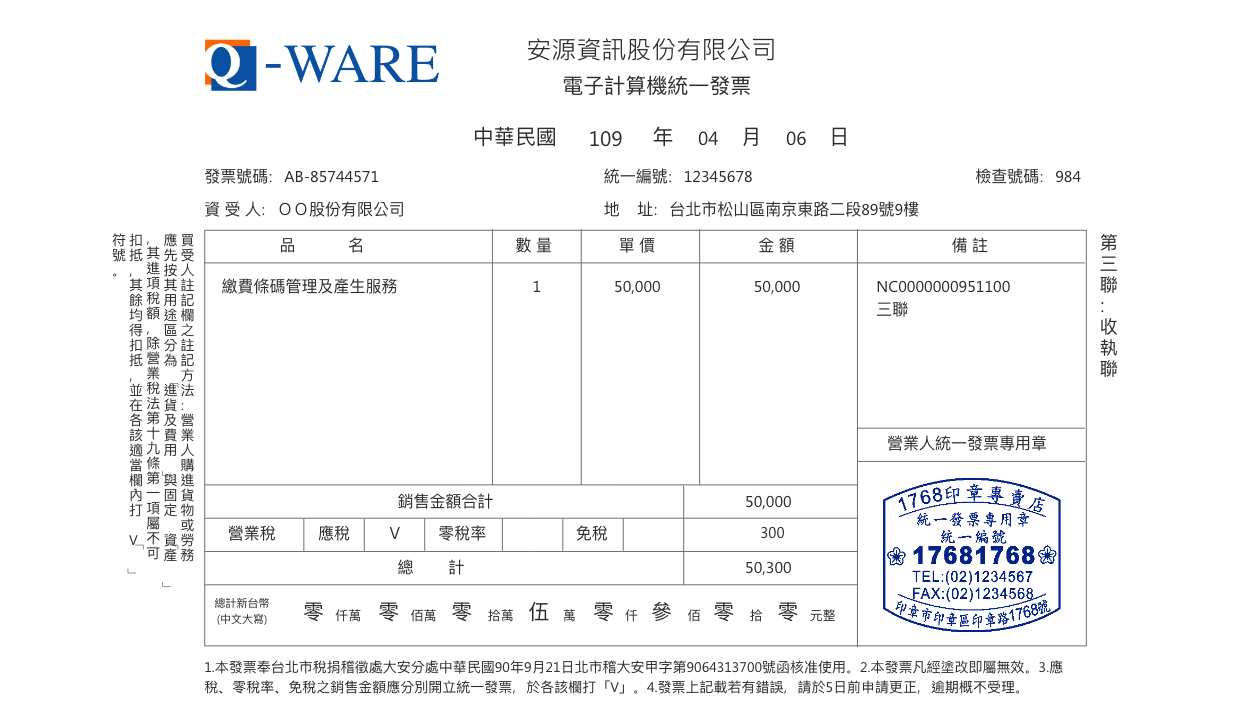 Q-WARE
安源資訊股份有限公司
電子計算機統一發票
中華民國 109 年 04 月 06 日
發票號碼: AB-85744571 統一編號: 12345678 檢查號碼: 984
資 受 人: ＯＯ股份有限公司 地 址: 台北市松山區南京東路二段89號9樓
品 名 數 量 單 價 金 額 備 註
繳費條碼管理及產生服務 1 50,000 50,000 NC0000000951100
三聯
營業人統一發票專用章
銷售金額合計 50,000
營業稅 應稅 V 零稅率 免稅 300
總 計 50,300
總計新台幣
(中文大寫)
零 仟萬 零 佰萬 零 拾萬 伍 萬 零 仟 參 佰 零 拾 零 元整
1768印章專賣店
統一發票專用章
統一編號
17681768
TEL:(02)1234567
FAX:(02)1234568
印章市印章區印章路1768號
第三聯:收執聯
買受人註記欄之註記方法:營業人購進貨物或勞務
應先按其用途區分為「進貨及費用」與固定「資產」
,其進項稅額,除營業稅法第十九條第一項屬不可
扣抵,其餘均得扣抵,並在各該適當欄內打「V」
符號。
1.本發票奉台北市稅捐稽徵處大安分處中華民國90年9月21日北市稽大安甲字第9064313700號函核准使用。2.本發票凡經塗改即屬無效。3.應
稅、零稅率、免稅之銷售金額應分別開立統一發票，於各該欄打「V」。4.發票上記載若有錯誤，請於5日前申請更正，逾期概不受理。